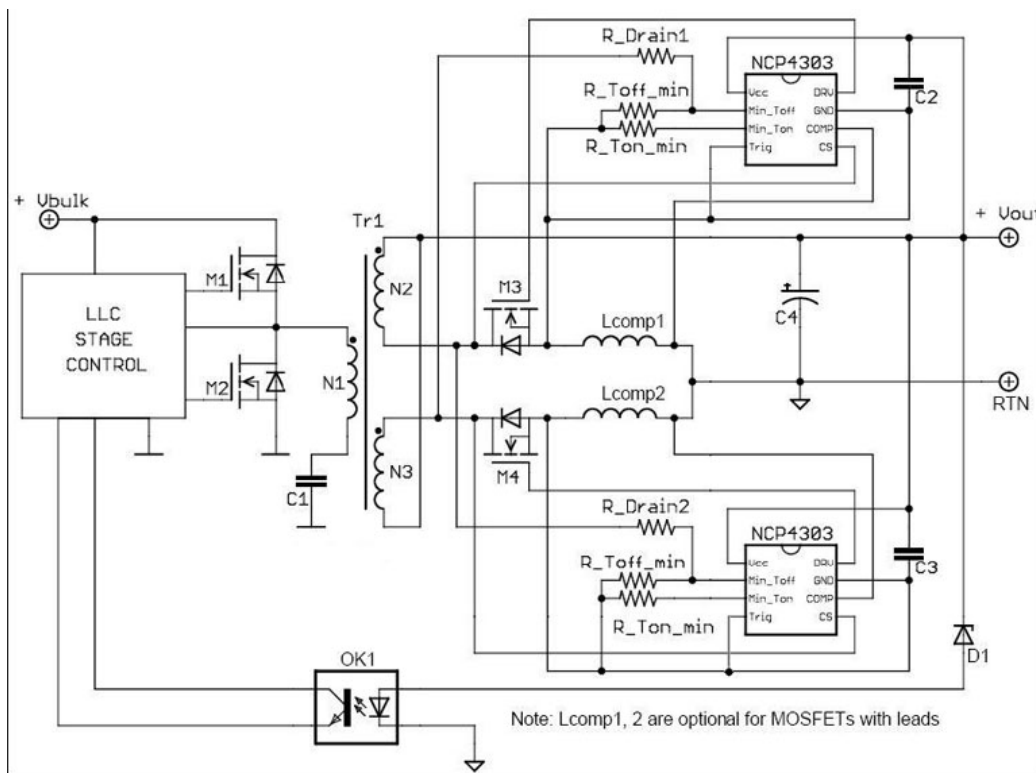 R_Drain1
NCP4303
R_Toff_min
R_Ton_min
Vcc
Min_Toff
Min_Ton
Trig
DRV
GND
COMP
CS
C2
+ Vbulk
Tr1
+ Vout
M1
M3
N2
LLC
STAGE
CONTROL
Lcomp1
C4
M2
N1
Lcomp2
RTN
N3
M4
C1
R_Drain2
NCP4303
R_Toff_min
R_Ton_min
Vcc
Min_Toff
Min_Ton
Trig
DRV
GND
COMP
CS
C3
D1
OK1
Note: Lcomp1, 2 are optional for MOSFETs with leads